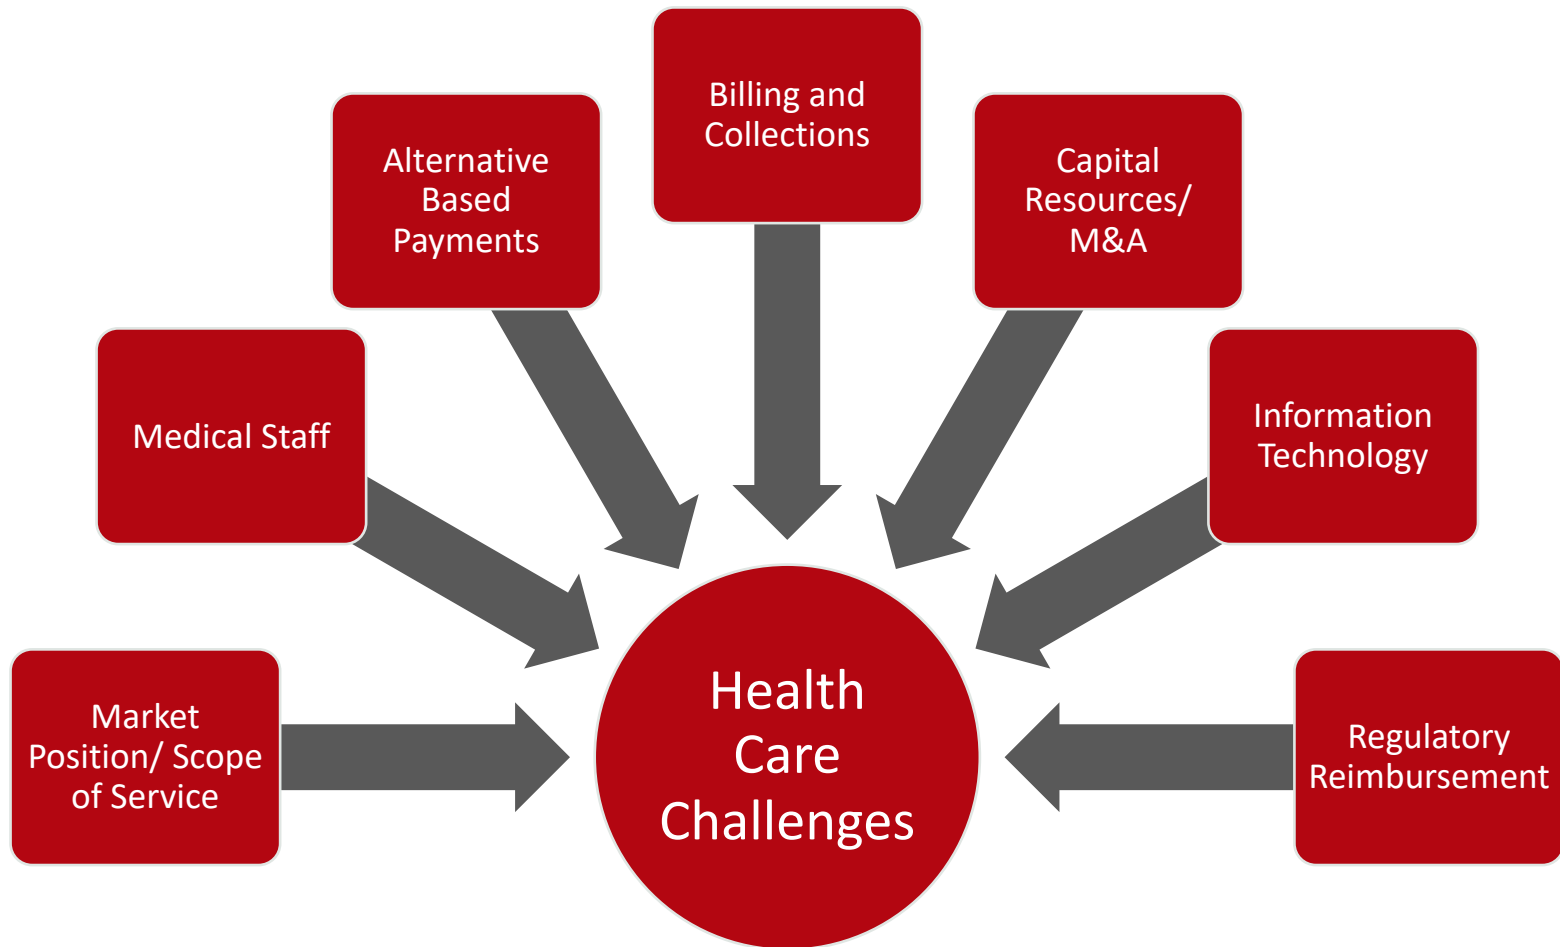 Billing and
Collections
Alternative
Based
Payments
Capital
Resources/
M&A
Medical Staff
Information
Technology
Market
Position/ Scope
of Service
Health
Care
Challenges
Regulatory
Reimbursement